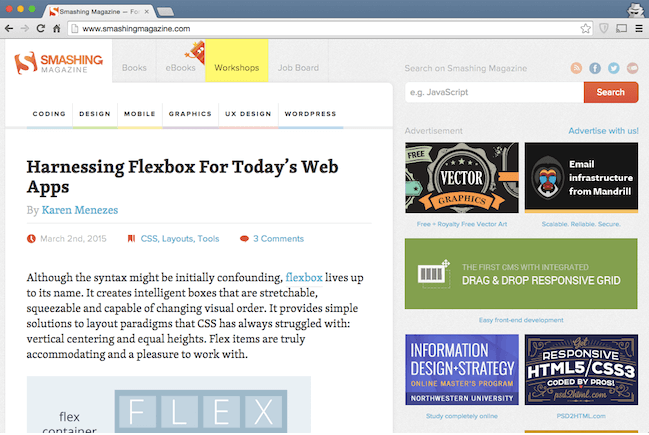 Smashing Magazine — Fo
www.smashingmagazine.com
SMASHING
MAGAZINE
Books
eBooks
Workshops
Job Board
Search on Smashing Magazine
e.g. JavaScript
Search
CODING
DESIGN
MOBILE
GRAPHICS
UX DESIGN
WORDPRESS
Harnessing Flexbox For Today’s Web
Apps
By Karen Menezes
March 2nd, 2015
CSS, Layouts, Tools
3 Comments
Although the syntax might be initially confounding, flexbox lives up
to its name. It creates intelligent boxes that are stretchable,
squeezable and capable of changing visual order. It provides simple
solutions to layout paradigms that CSS has always struggled with:
vertical centering and equal heights. Flex items are truly
accommodating and a pleasure to work with.
flex
container
FLEX
Advertisement
Advertise with us!
FREE
VECTOR
GRAPHICS
Free + Royalty Free Vector Art
Email
infrastructure
from Mandrill
Scalable. Reliable. Secure.
THE FIRST CMS WITH INTEGRATED
DRAG & DROP RESPONSIVE GRID
Easy front-end development
INFORMATION
DESIGN+STRATEGY
ONLINE MASTER'S PROGRAM
NORTHWESTERN UNIVERSITY
Study completely online
Get
RESPONSIVE
HTML5/CSS3
CODED BY PROS!
psd2html.com
PSD2HTML.com